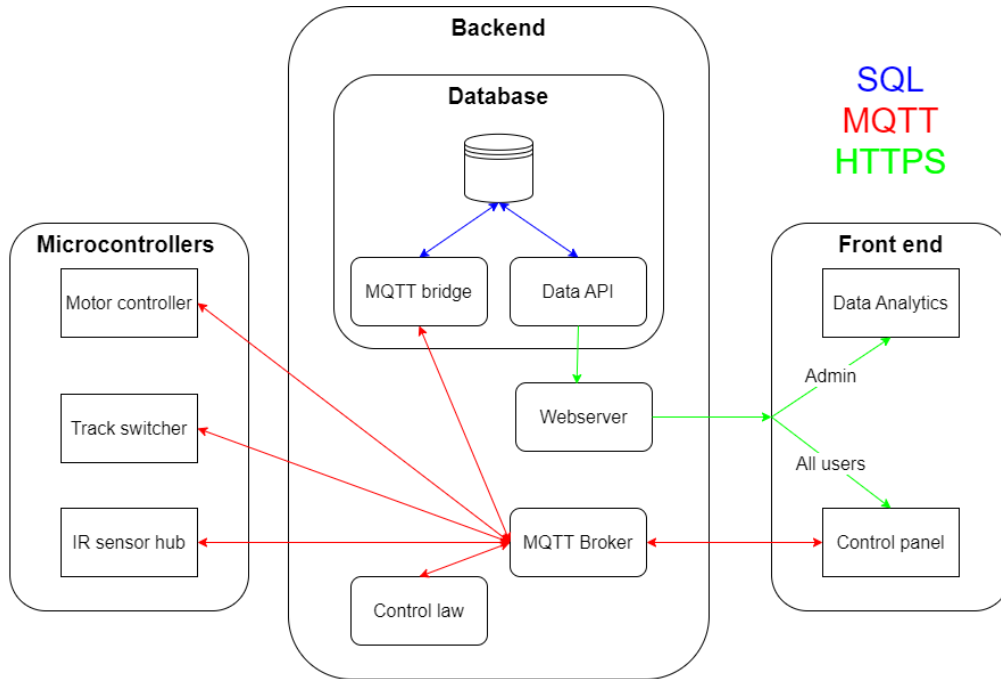 Backend
Database
SQL
MQTT
HTTPS
Microcontrollers
Front end
Motor controller
MQTT bridge
Data API
Data Analytics
Admin
Track switcher
Webserver
All users
IR sensor hub
MQTT Broker
Control panel
Control law